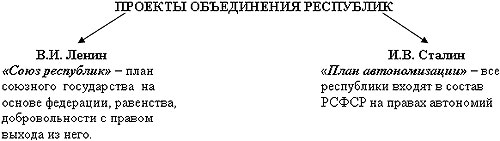 ПРОЕКТЫ ОБЪЕДИНЕНИЯ РЕСПУБЛИК
В.И. Ленин
«Союз республик» – план
союзного государства на
основе федерации, равенства,
добровольности с правом
выхода из него.
И.В. Сталин
«План автономизации» – все
республики входят в состав
РСФСР на правах автономий